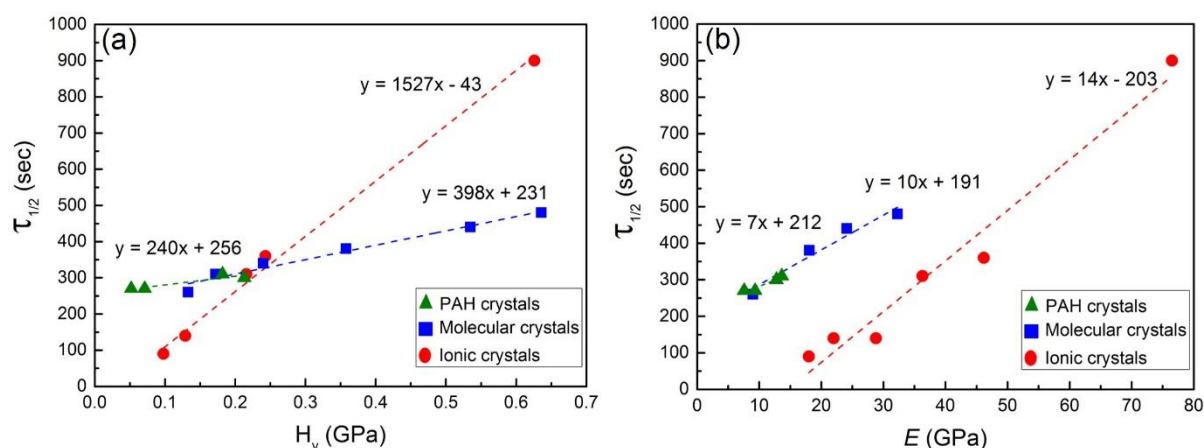 (a)
y = 1527x - 43
y = 398x + 231
y = 240x + 256
PAH crystals
Molecular crystals
Ionic crystals
900
800
700
600
500
400
300
200
100
0
0.0 0.1 0.2 0.3 0.4 0.5 0.6 0.7
τ1/2 (sec)
Hv (GPa)
(b)
y = 14x - 203
y = 10x + 191
y = 7x + 212
PAH crystals
Molecular crystals
Ionic crystals
900
800
700
600
500
400
300
200
100
0
0 10 20 30 40 50 60 70 80
τ1/2 (sec)
E (GPa)